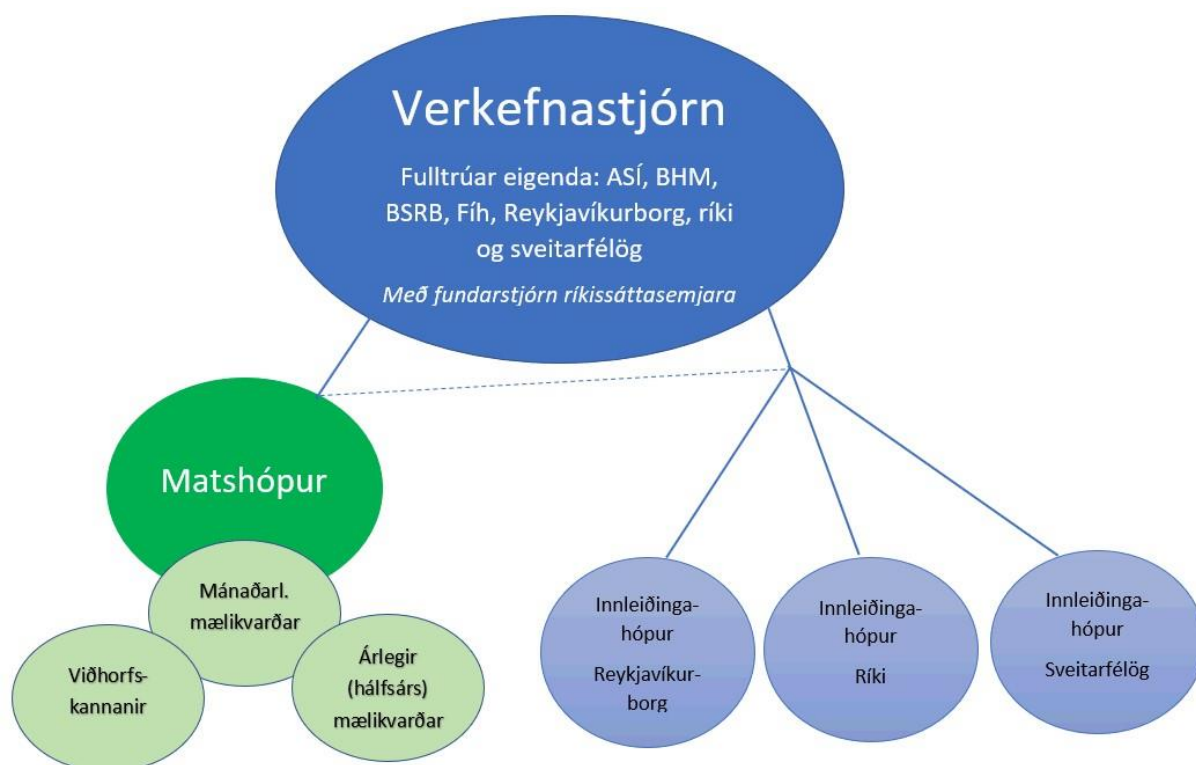 Verkefnastjórn
Fulltrúar eigenda: ASÍ, BHM,
BSRB, Fíh, Reykjavíkurborg, ríki
og sveitarfélög
Með fundarstjórn ríkissáttasemjara
Matshópur
Mánaðarl.
mælikvarðar
Viðhorfs-
kannanir
Árlegir
(hálfsárs)
mælikvarðar
Innleiðinga-
hópur
Reykjavíkur-
borg
Innleiðinga-
hópur
Ríki
Innleiðinga-
hópur
Sveitarfélög